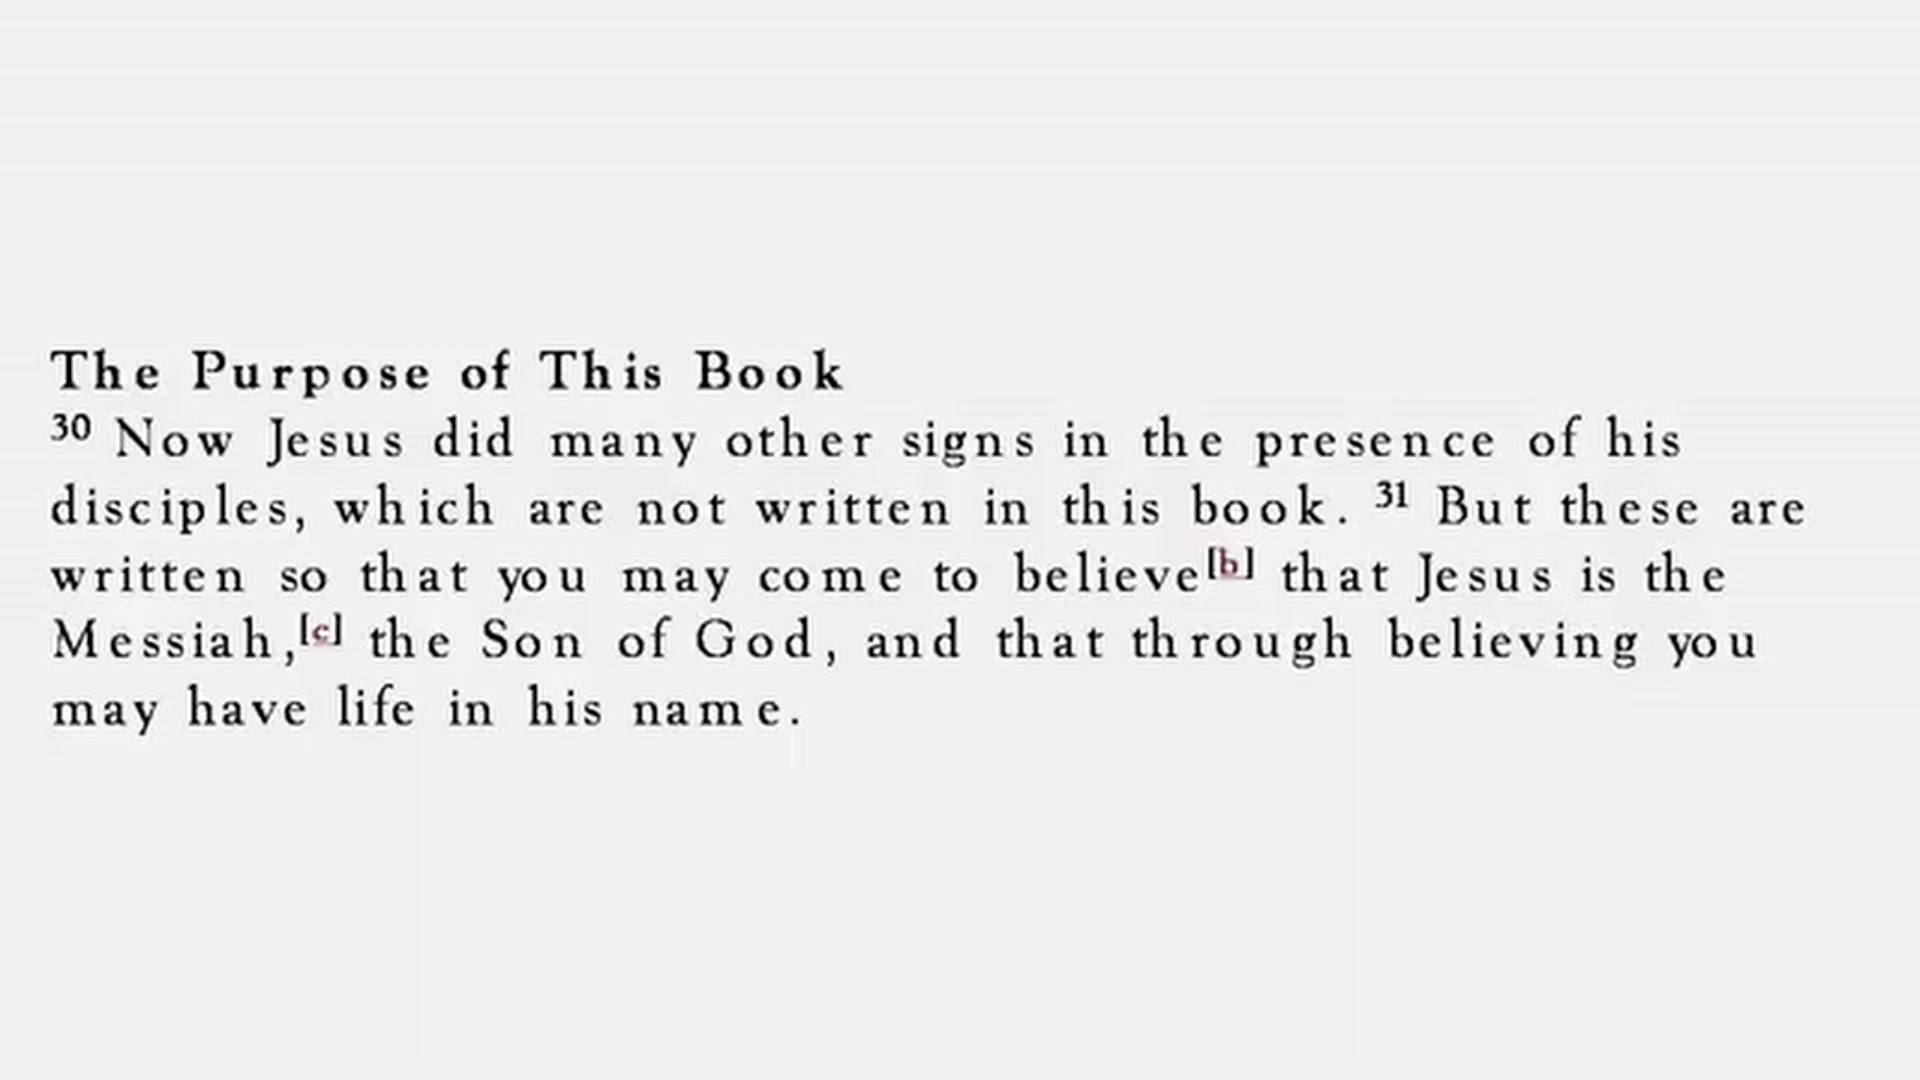 The Purpose of This Book
30 Now Jesus did many other signs in the presence of his
disciples, which are not written in this book. 31 But these are
written so that you may come to believe[b] that Jesus is the
Messiah,[c] the Son of God, and that through believing you
may have life in his name.